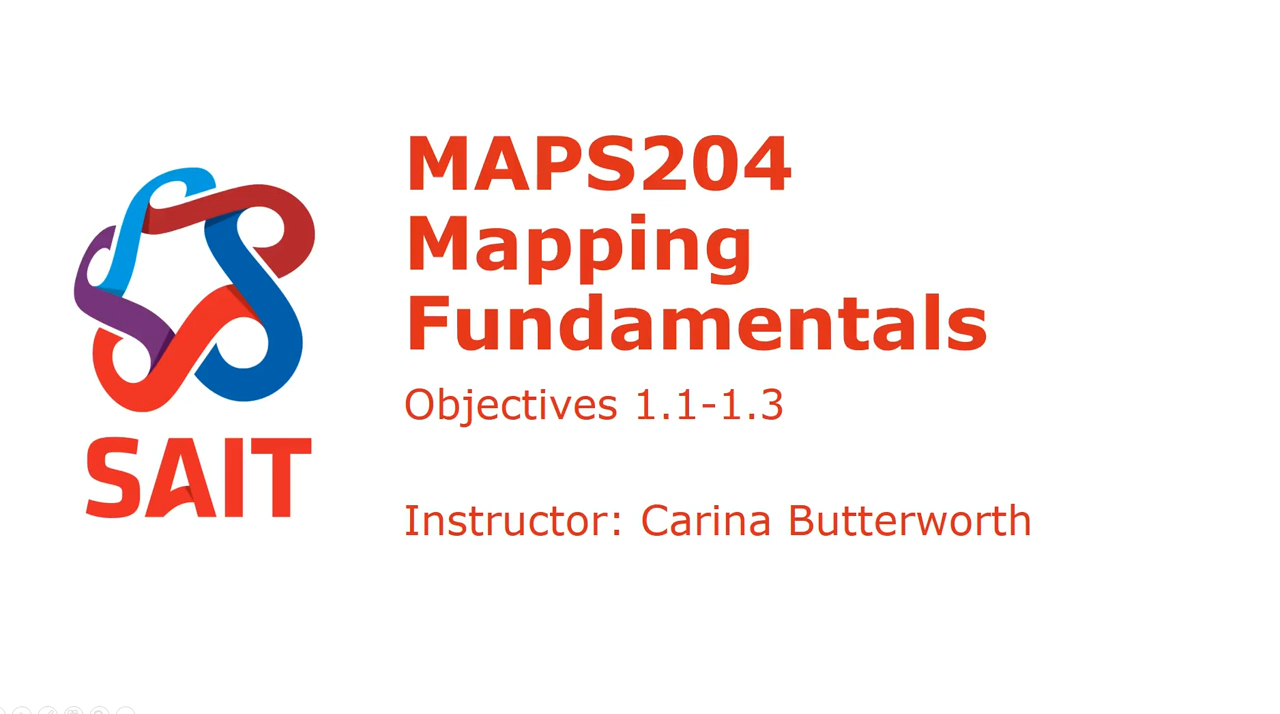 MAPS204
Mapping
Fundamentals
Objectives 1.1-1.3
Instructor: Carina Butterworth
SAIT